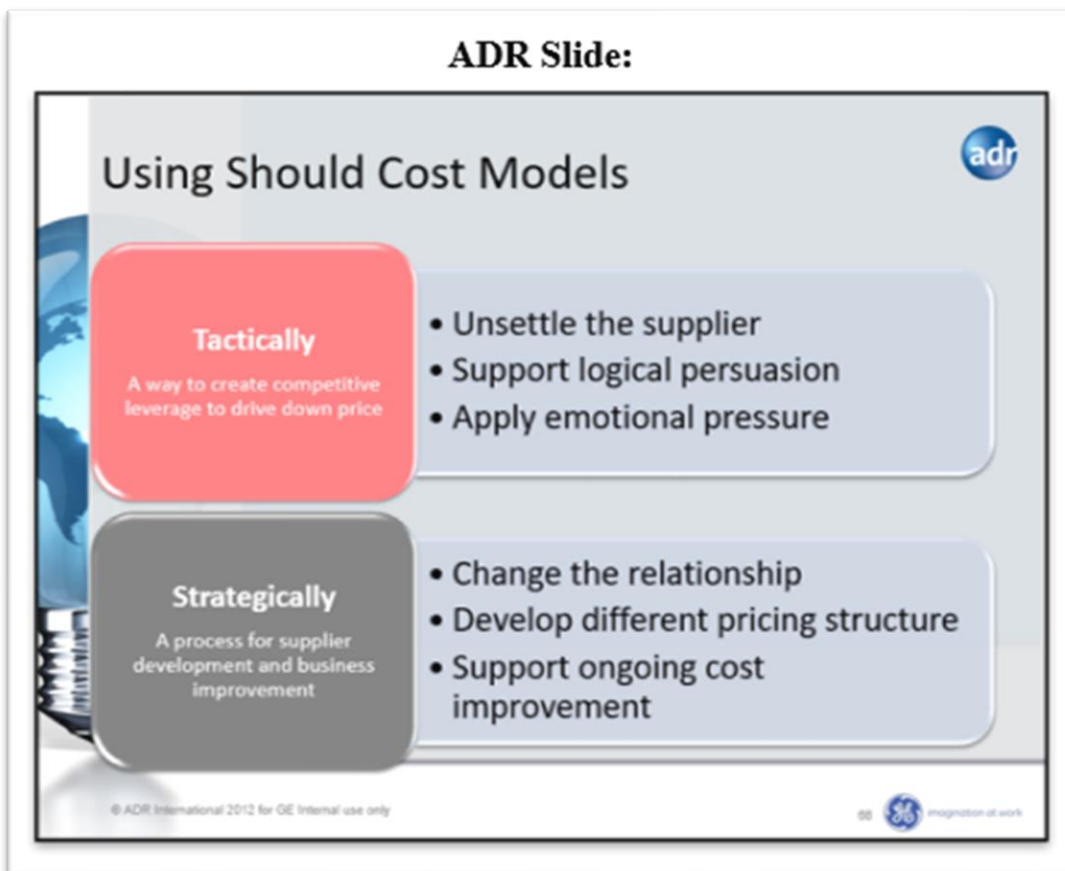 ADR Slide:
Using Should Cost Models
adr
Tactically
A way to create competitive
leverage to drive down price
• Unsettle the supplier
• Support logical persuasion
• Apply emotional pressure
Strategically
A process for supplier
development and business
improvement
• Change the relationship
• Develop different pricing structure
• Support ongoing cost
improvement
© ADR International 2012 for GE Internal use only
GE
imagination at work